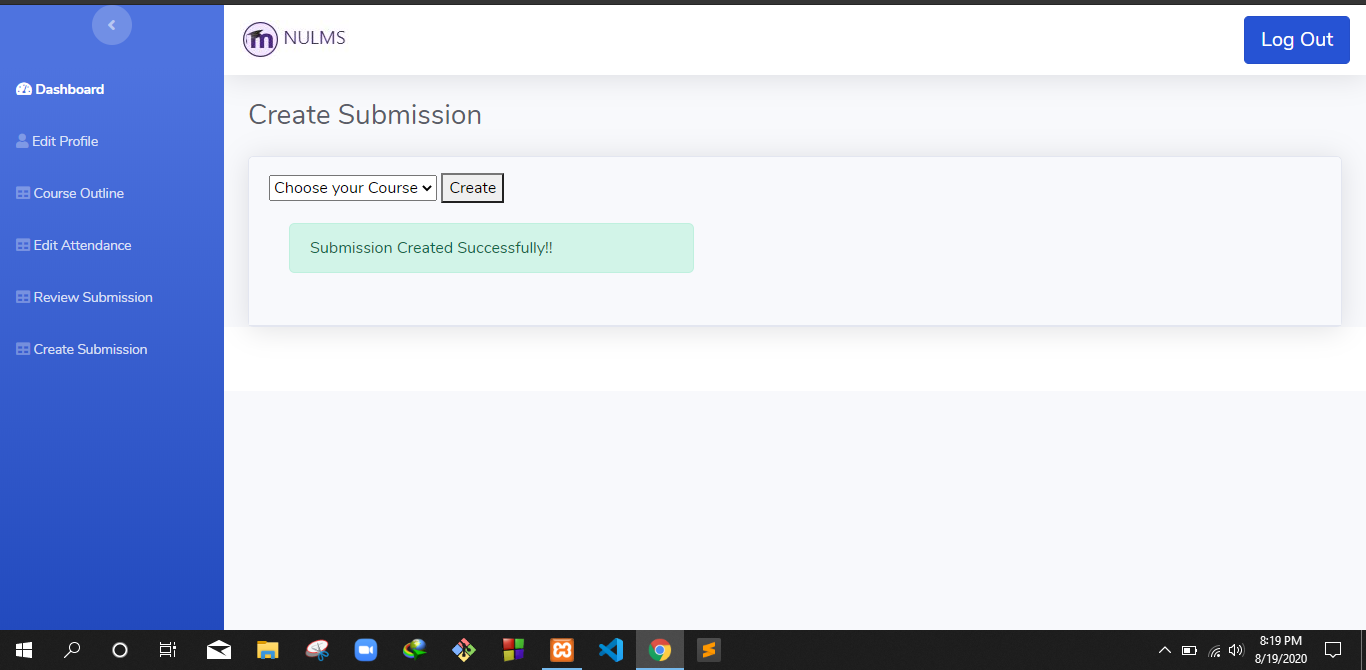 NULMS
Log Out
Dashboard
Edit Profile
Course Outline
Edit Attendance
Review Submission
Create Submission
Create Submission
Choose your Course
Create
Submission Created Successfully!!
8:19 PM
8/19/2020